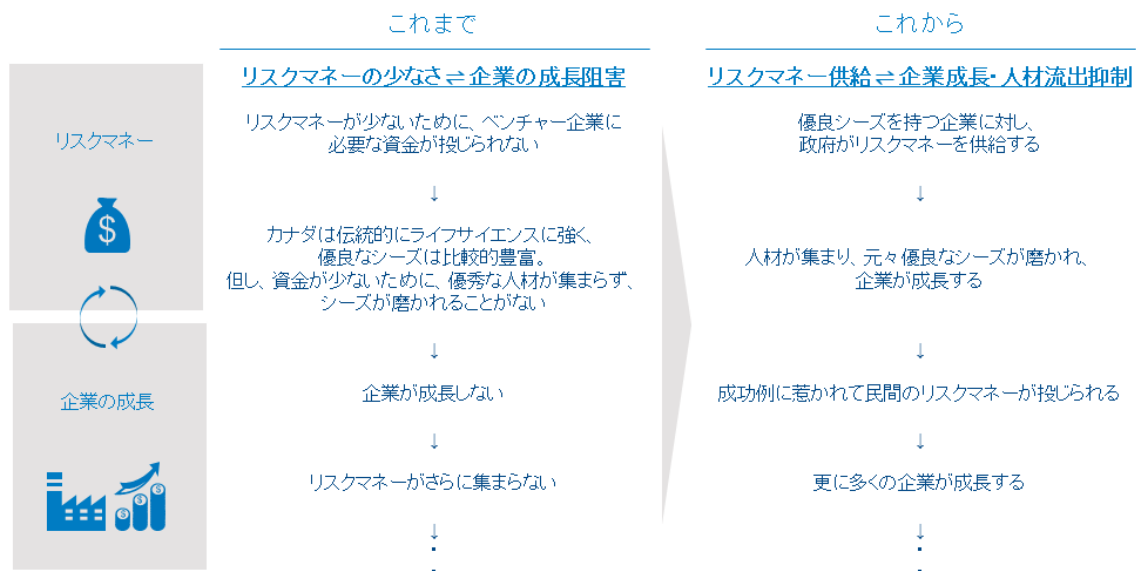 これまで
これから
リスクマネーの少なさ⇌企業の成長阻害
リスクマネー供給⇌企業成長・人材流出抑制
リスクマネー
$
リスクマネーが少ないために、ベンチャー企業に
必要な資金が投じられない
↓
カナダは伝統的にライフサイエンスに強く、
優良なシーズは比較的豊富。
但し、資金が少ないために、優秀な人材が集まらず、
シーズが磨かれることがない
↓
企業の成長
$
$
$
企業が成長しない
↓
リスクマネーがさらに集まらない
↓
優良シーズを持つ企業に対し、
政府がリスクマネーを供給する
↓
人材が集まり、元々優良なシーズが磨かれ、
企業が成長する
↓
成功例に惹かれて民間のリスクマネーが投じられる
↓
更に多くの企業が成長する
↓